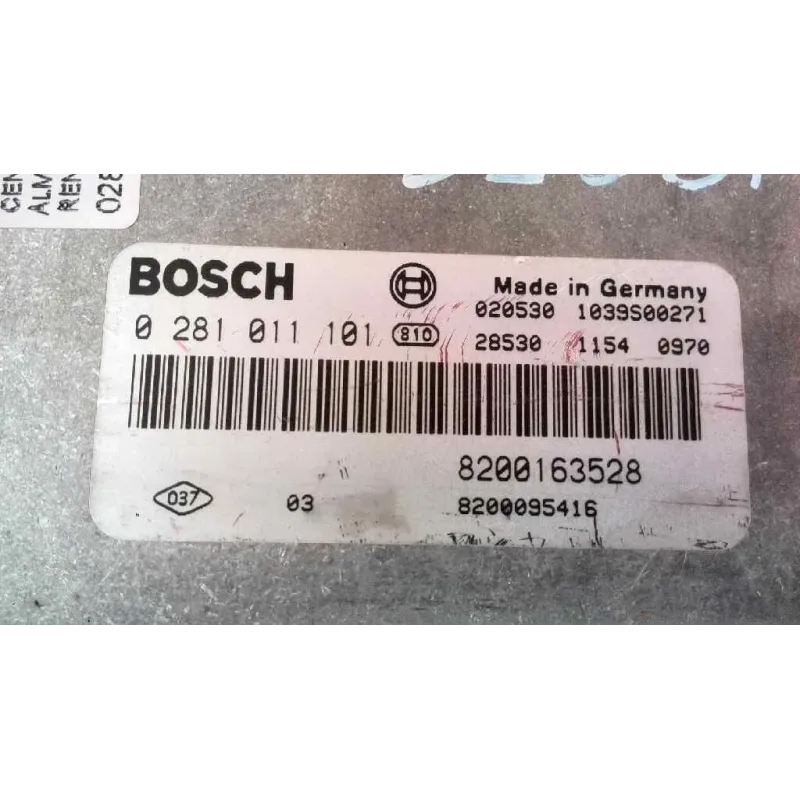 CEN
ALM
REN
028
BOSCH
Made in Germany
020530 1039S00271
0 281 011 101 810
28530 1154 0970
8200163528
037 03 8200095416